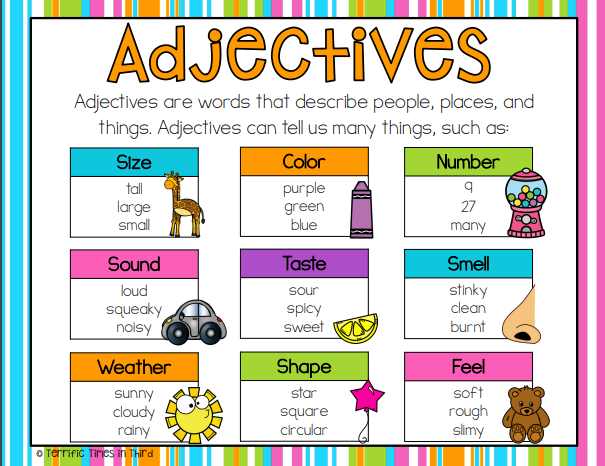 Adjectives
Adjectives are words that describe people, places, and
things. Adjectives can tell us many things, such as:
Size
tall
large
small
Color
purple
green
blue
Number
9
27
many
Sound
loud
squeaky
noisy
Taste
sour
spicy
sweet
Smell
stinky
clean
burnt
Weather
sunny
cloudy
rainy
Shape
star
square
circular
Feel
soft
rough
slimy
© Terrific Times in Third